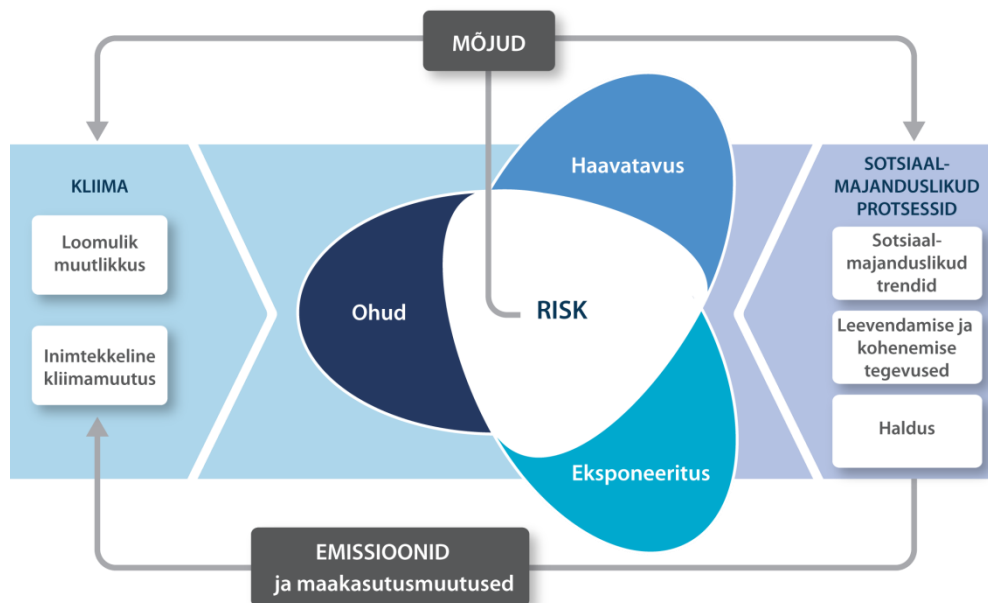 MÕJUD
KLIIMA
Loomulik
muutlikkus
Inimtekkeline
kliimamuutus
Ohud
RISK
Haavatavus
Eksponeeritus
SOTSIAAL-
MAJANDUSLIKUD
PROTSESSID
Sotsiaal-
majanduslikud
trendid
Leevendamise ja
kohenemise
tegevused
Haldus
EMISSIOONID
ja maakasutusmuutused